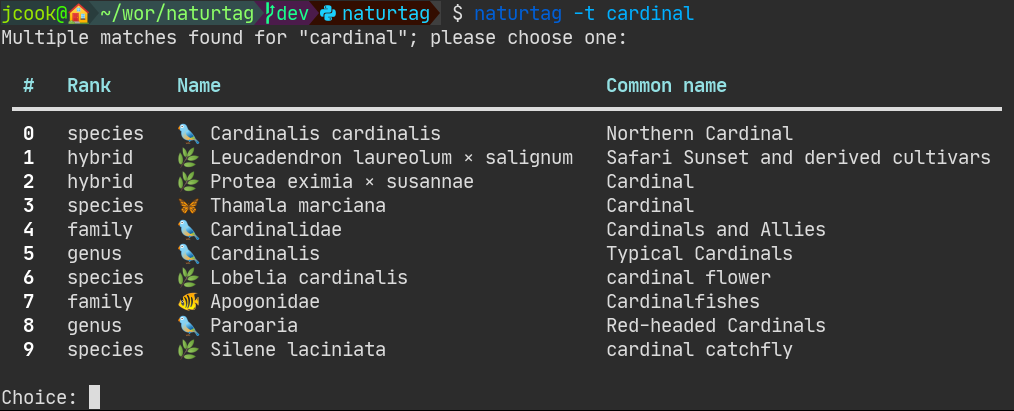 jcook@🏠 ~/wor/naturtag dev naturtag $ naturtag -t cardinal
Multiple matches found for "cardinal"; please choose one:
# Rank Name Common name
0 species 🐦 Cardinalis cardinalis Northern Cardinal
1 hybrid 🌿 Leucadendron laureolum × salignum Safari Sunset and derived cultivars
2 hybrid 🌿 Protea eximia × susannae Cardinal
3 species 🦋 Thamala marciana Cardinal
4 family 🐦 Cardinalidae Cardinals and Allies
5 genus 🐦 Cardinalis Typical Cardinals
6 species 🌿 Lobelia cardinalis cardinal flower
7 family 🐠 Apogonidae Cardinalfishes
8 genus 🐦 Paroaria Red-headed Cardinals
9 species 🌿 Silene laciniata cardinal catchfly
Choice: